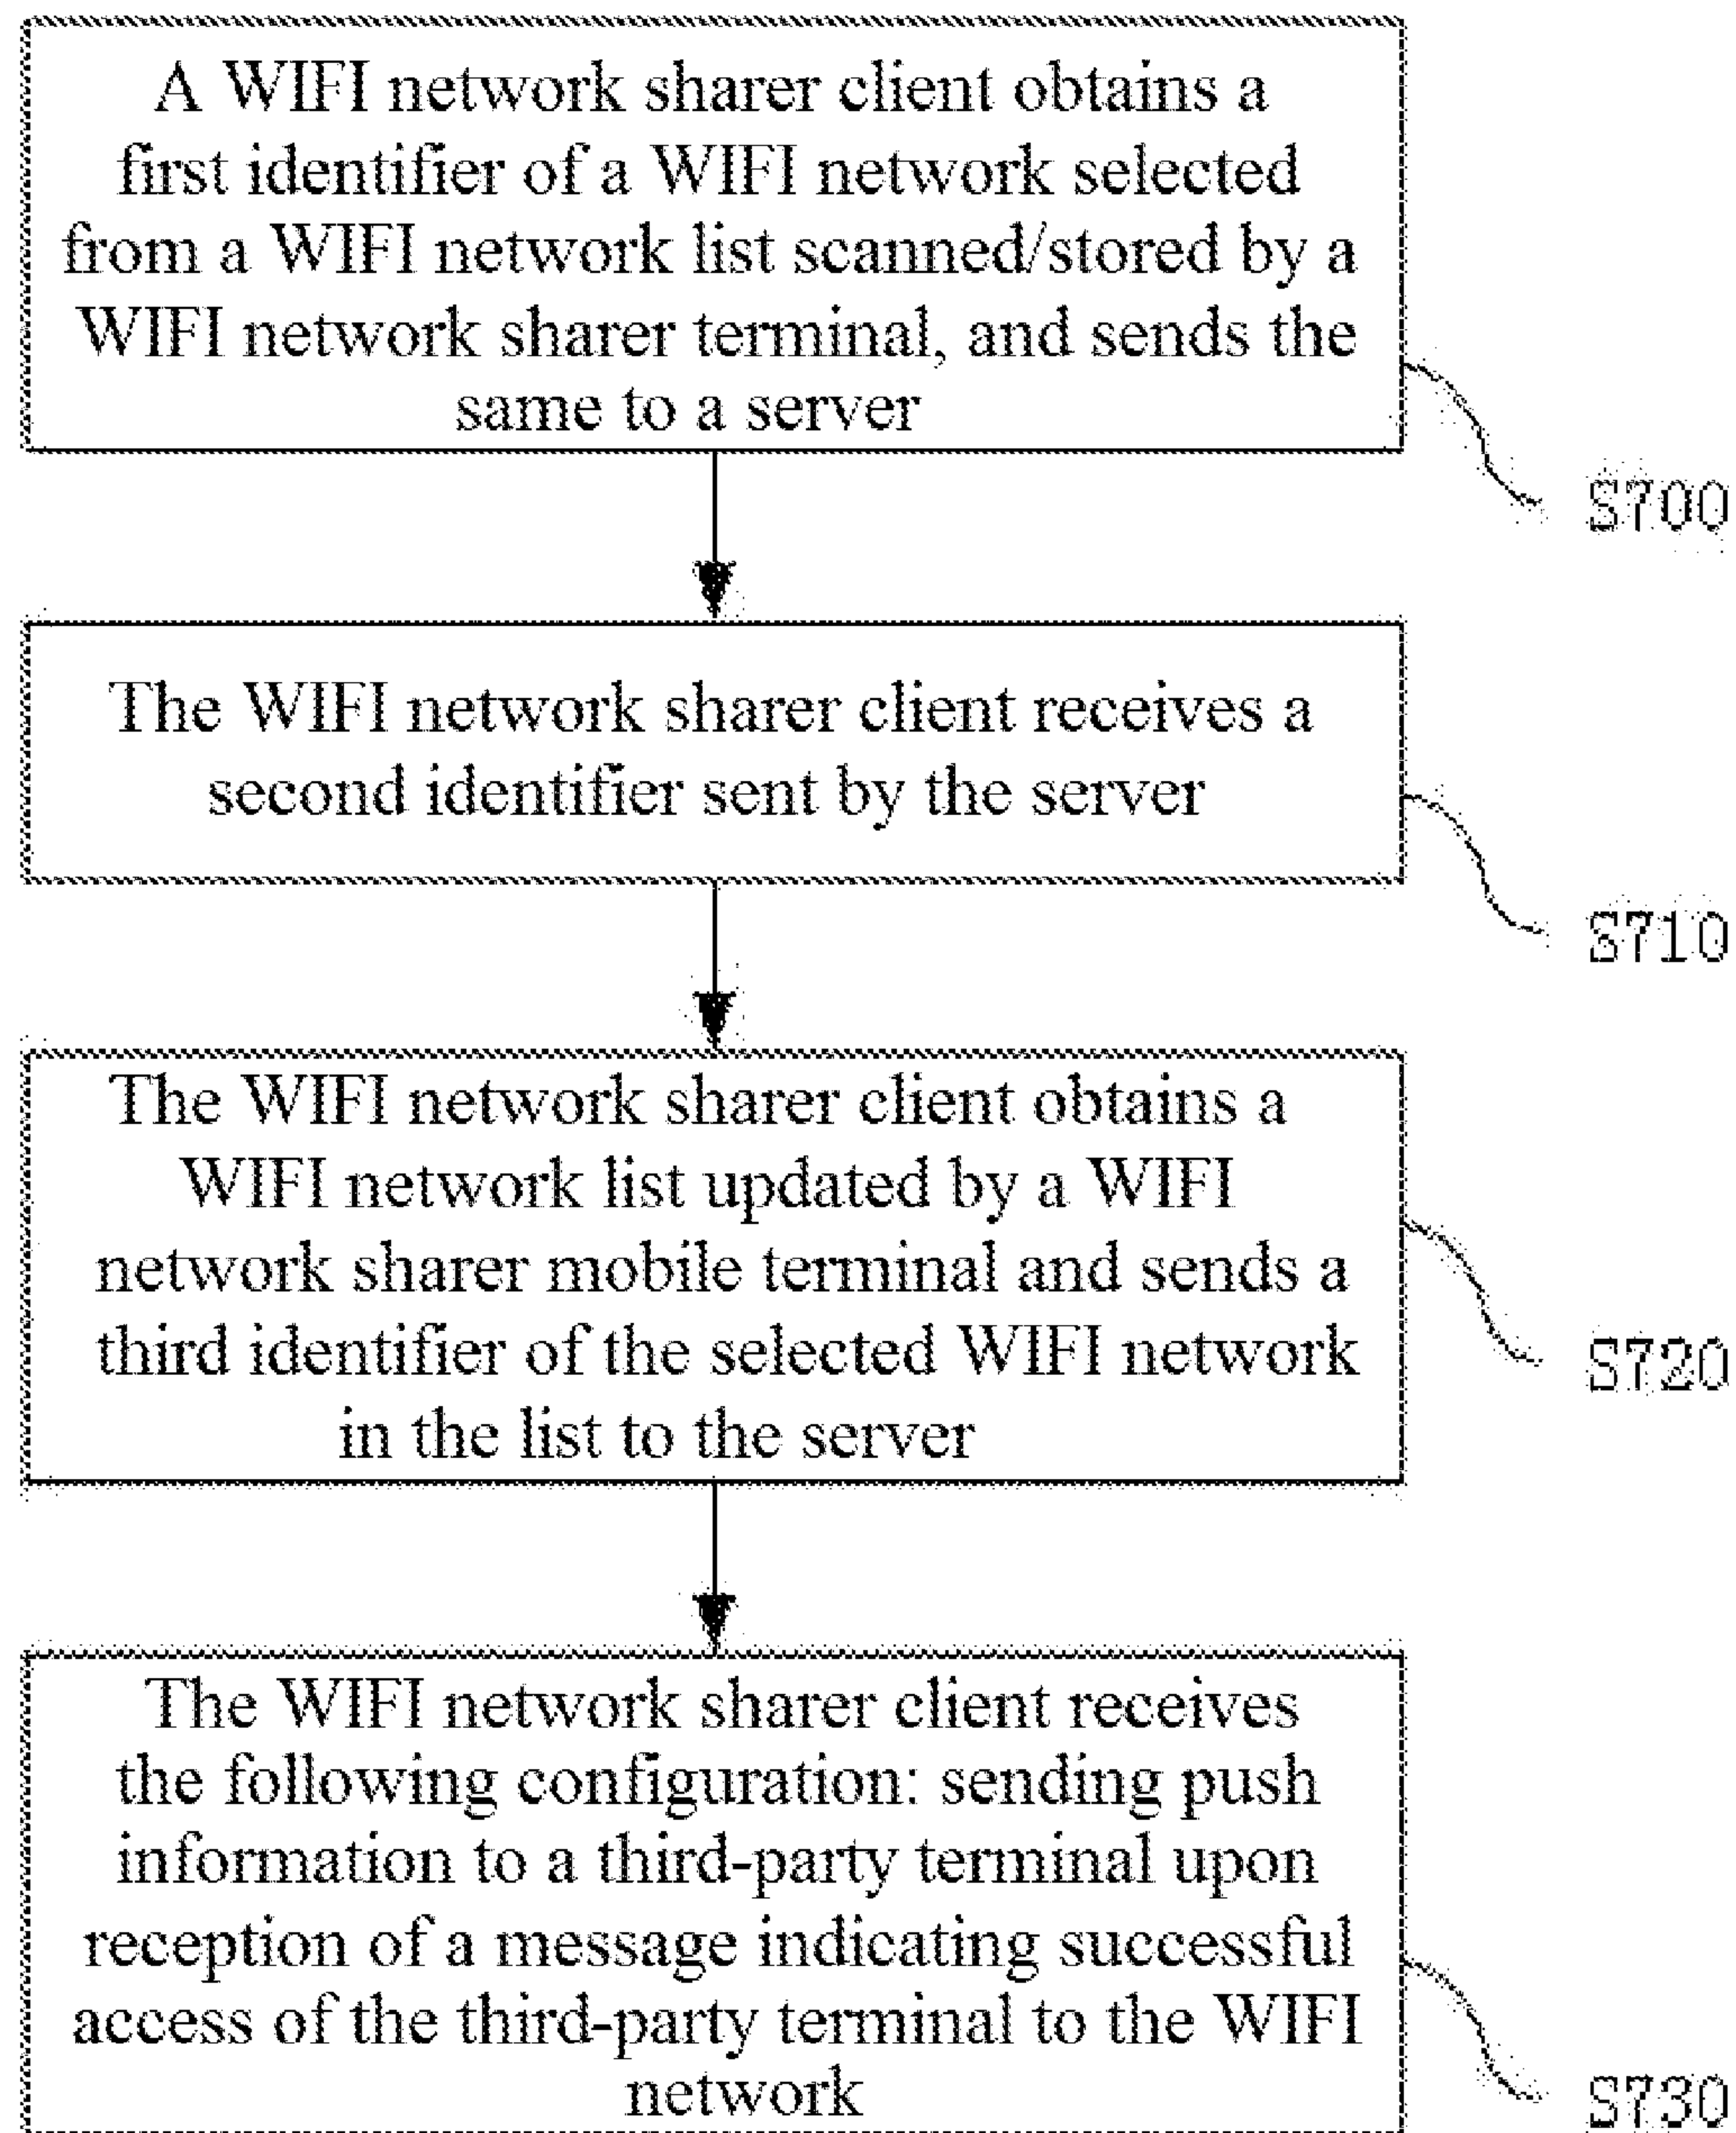 A WIFI network sharer client obtains a
first identifier of a WIFI network selected
from a WIFI network list scanned/stored by a
WIFI network sharer terminal, and sends the
same to a server
S700
The WIFI network sharer client receives a
second identifier sent by the server
S710
The WIFI network sharer client obtains a
WIFI network list updated by a WIFI
network sharer mobile terminal and sends a
third identifier of the selected WIFI network
in the list to the server
S720
The WIFI network sharer client receives
the following configuration: sending push
information to a third-party terminal upon
reception of a message indicating successful
access of the third-party terminal to the WIFI
network
S730